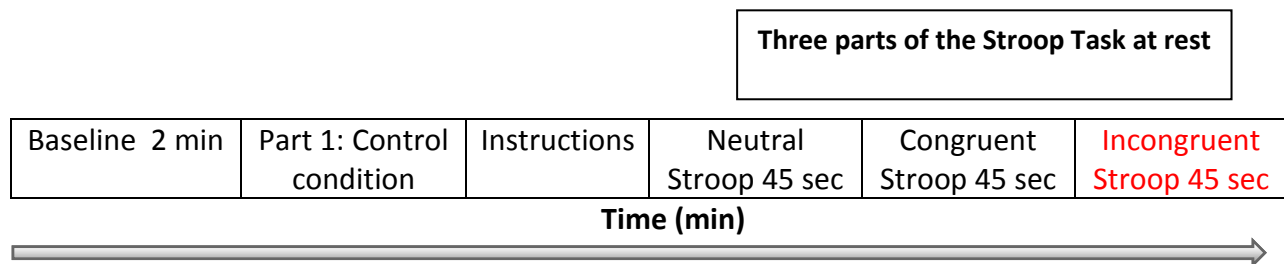 Three parts of the Stroop Task at rest
Baseline 2 min
Part 1: Control
condition
Instructions
Neutral
Stroop 45 sec
Congruent
Stroop 45 sec
Incongruent
Stroop 45 sec
Time (min)